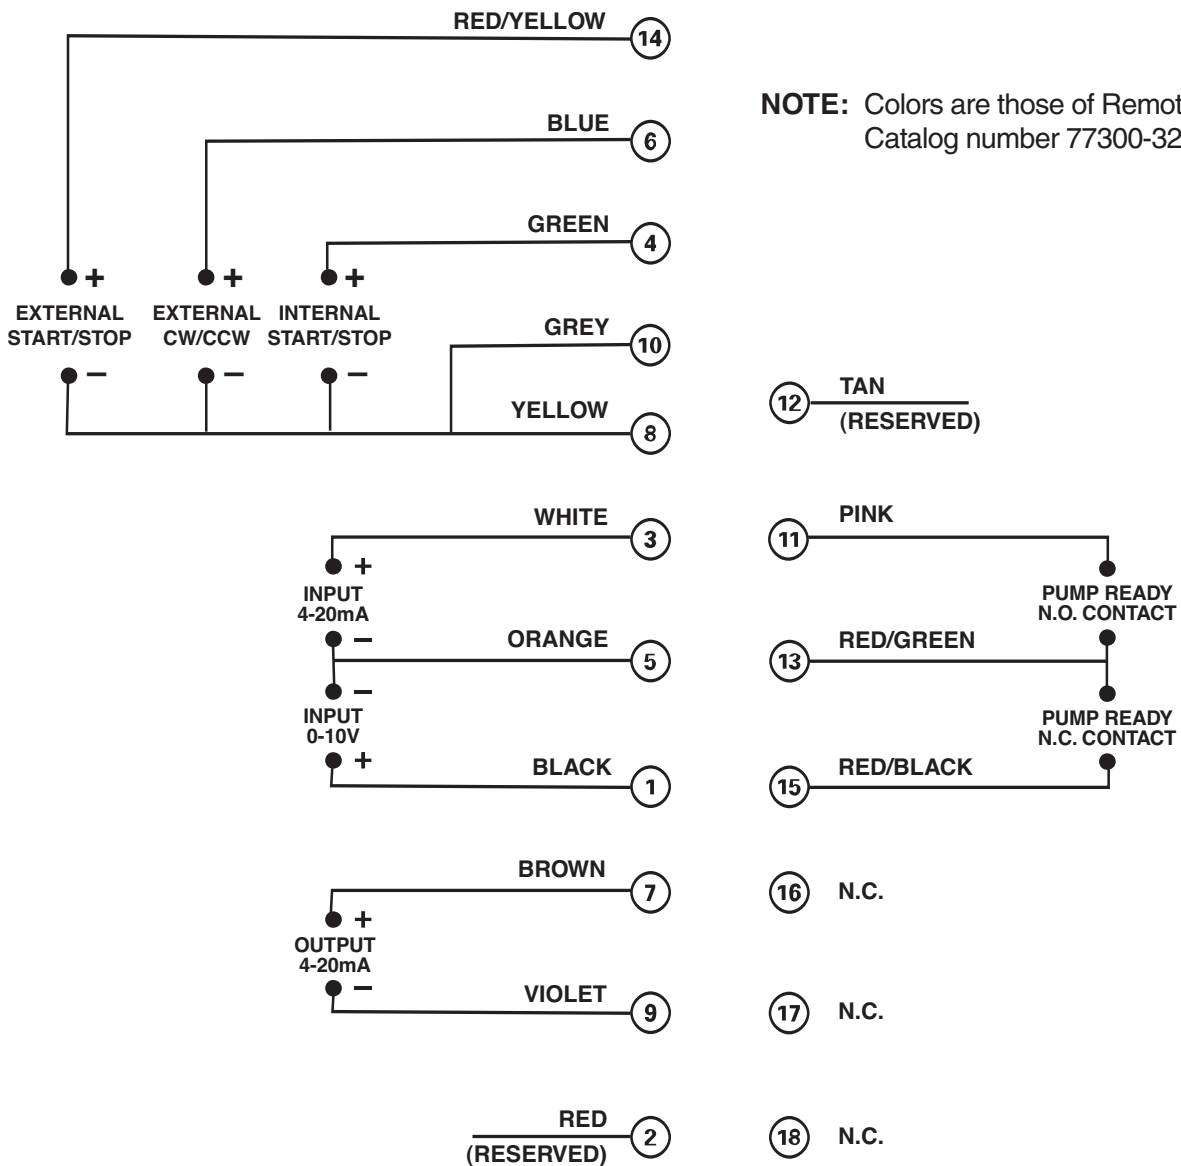 RED/YELLOW
14
NOTE: Colors are those of Remot
Catalog number 77300-32
BLUE
6
GREEN
4
+ + +
EXTERNAL START/STOP
EXTERNAL CW/CCW
INTERNAL START/STOP
− − −
GREY
10
YELLOW
8
12
TAN
(RESERVED)
WHITE
3
+
INPUT
4-20mA
−
ORANGE
5
−
INPUT
0-10V
+
BLACK
1
11
PINK
PUMP READY
N.O. CONTACT
13
RED/GREEN
PUMP READY
N.C. CONTACT
15
RED/BLACK
BROWN
7
+
OUTPUT
4-20mA
−
VIOLET
9
16 N.C.
17 N.C.
RED
(RESERVED)
2
18 N.C.